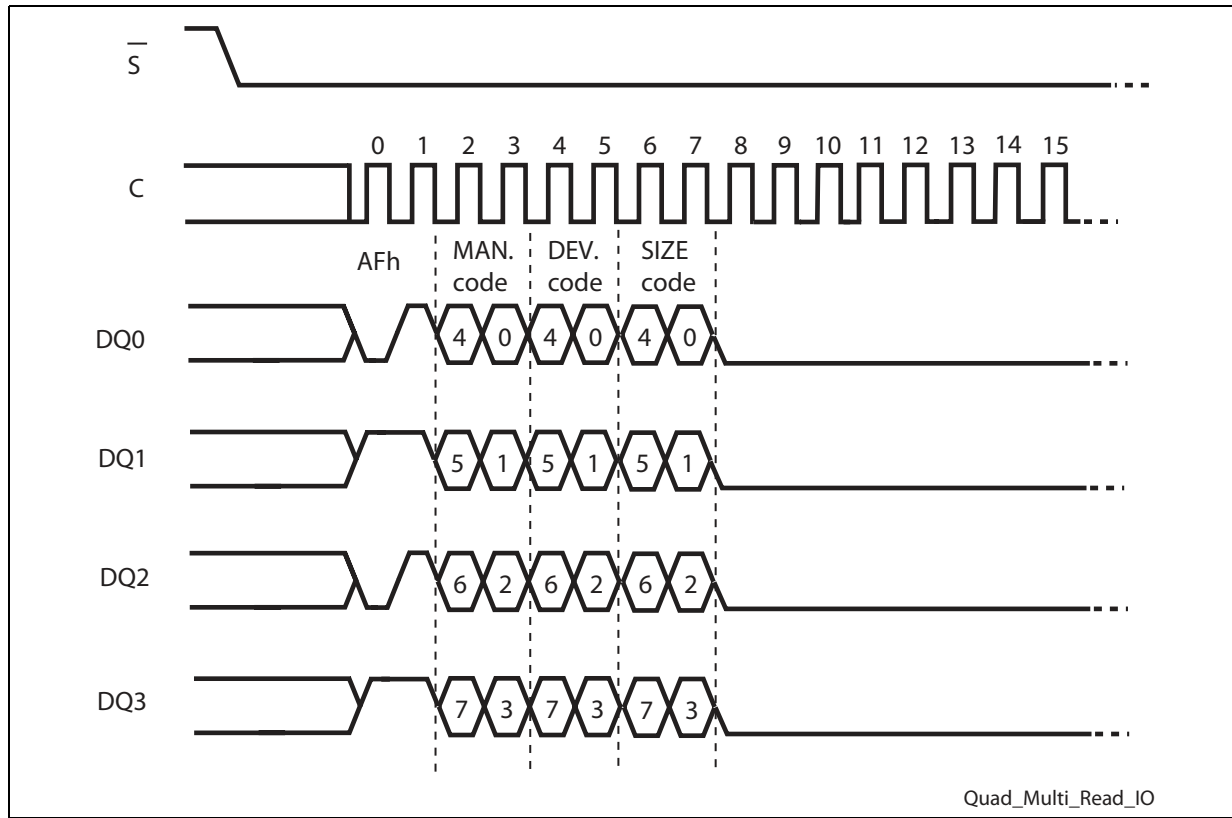 S
0 1 2 3 4 5 6 7 8 9 10 11 12 13 14 15
C
AFh
MAN. code
DEV. code
SIZE code
DQ0
4 0 4 0 4 0
DQ1
5 1 5 1 5 1
DQ2
6 2 6 2 6 2
DQ3
7 3 7 3 7 3
Quad_Multi_Read_IO